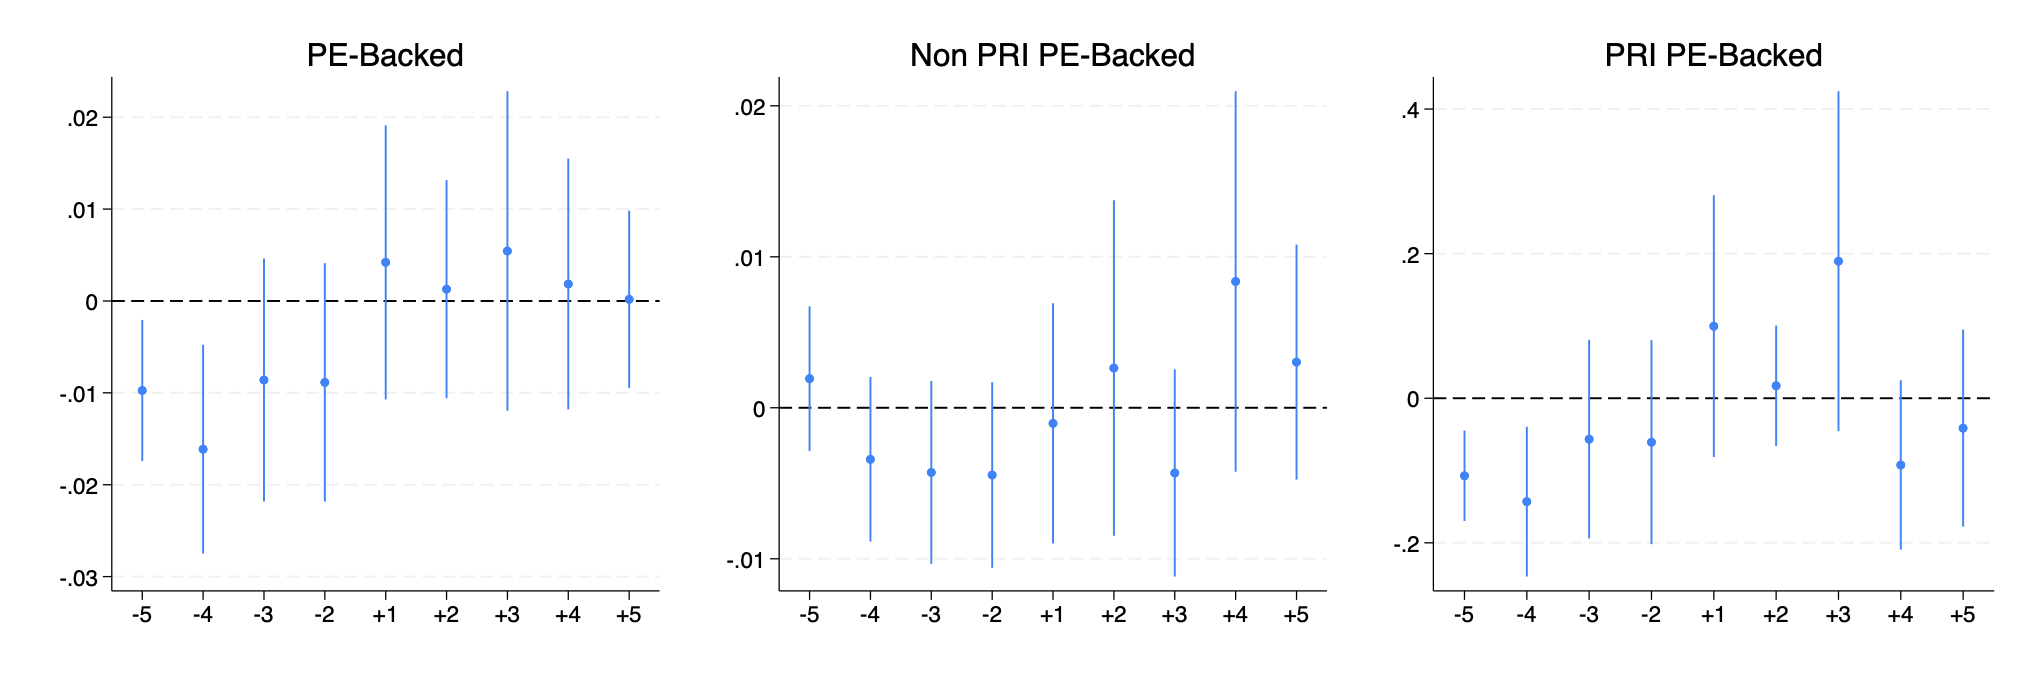 PE-Backed
.02
.01
0
-.01
-.02
-.03
-5 -4 -3 -2 +1 +2 +3 +4 +5
Non PRI PE-Backed
.02
.01
0
-.01
-5 -4 -3 -2 +1 +2 +3 +4 +5
PRI PE-Backed
.4
.2
0
-.2
-5 -4 -3 -2 +1 +2 +3 +4 +5